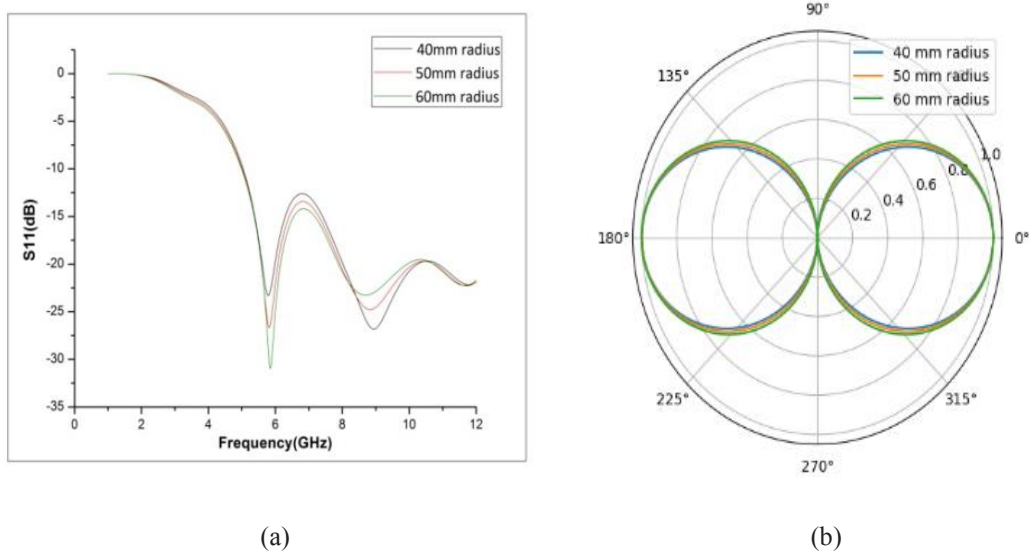 40mm radius
50mm radius
60mm radius
0
-5
-10
-15
-20
-25
-30
-35
S11(dB)
0
2
4
6
8
10
12
Frequency(GHz)
(a)
90°
40 mm radius
50 mm radius
60 mm radius
135°
1.0
0.8
0.6
0.4
0.2
180°
0°
225°
315°
270°
(b)